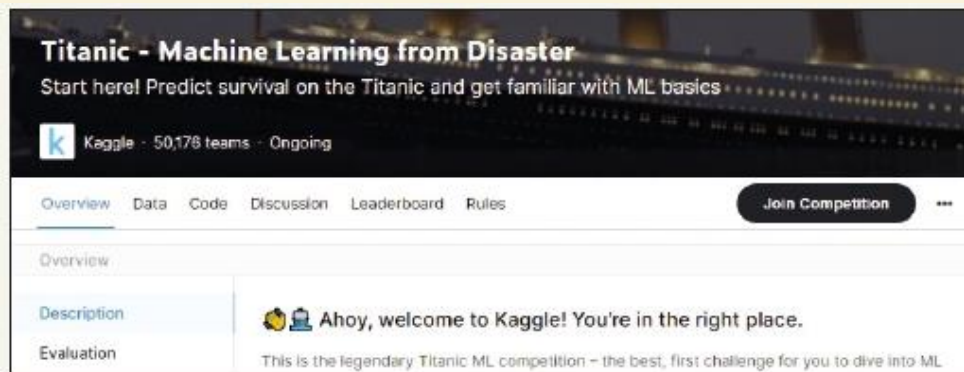 Titanic - Machine Learning from Disaster
Start here! Predict survival on the Titanic and get familiar with ML basics
k Kaggle · 50,176 teams · Ongoing
Overview Data Code Discussion Leaderboard Rules Join Competition ...
Overview
Description
Ahoy, welcome to Kaggle! You're in the right place.
Evaluation
This is the legendary Titanic ML competition – the best, first challenge for you to dive into ML